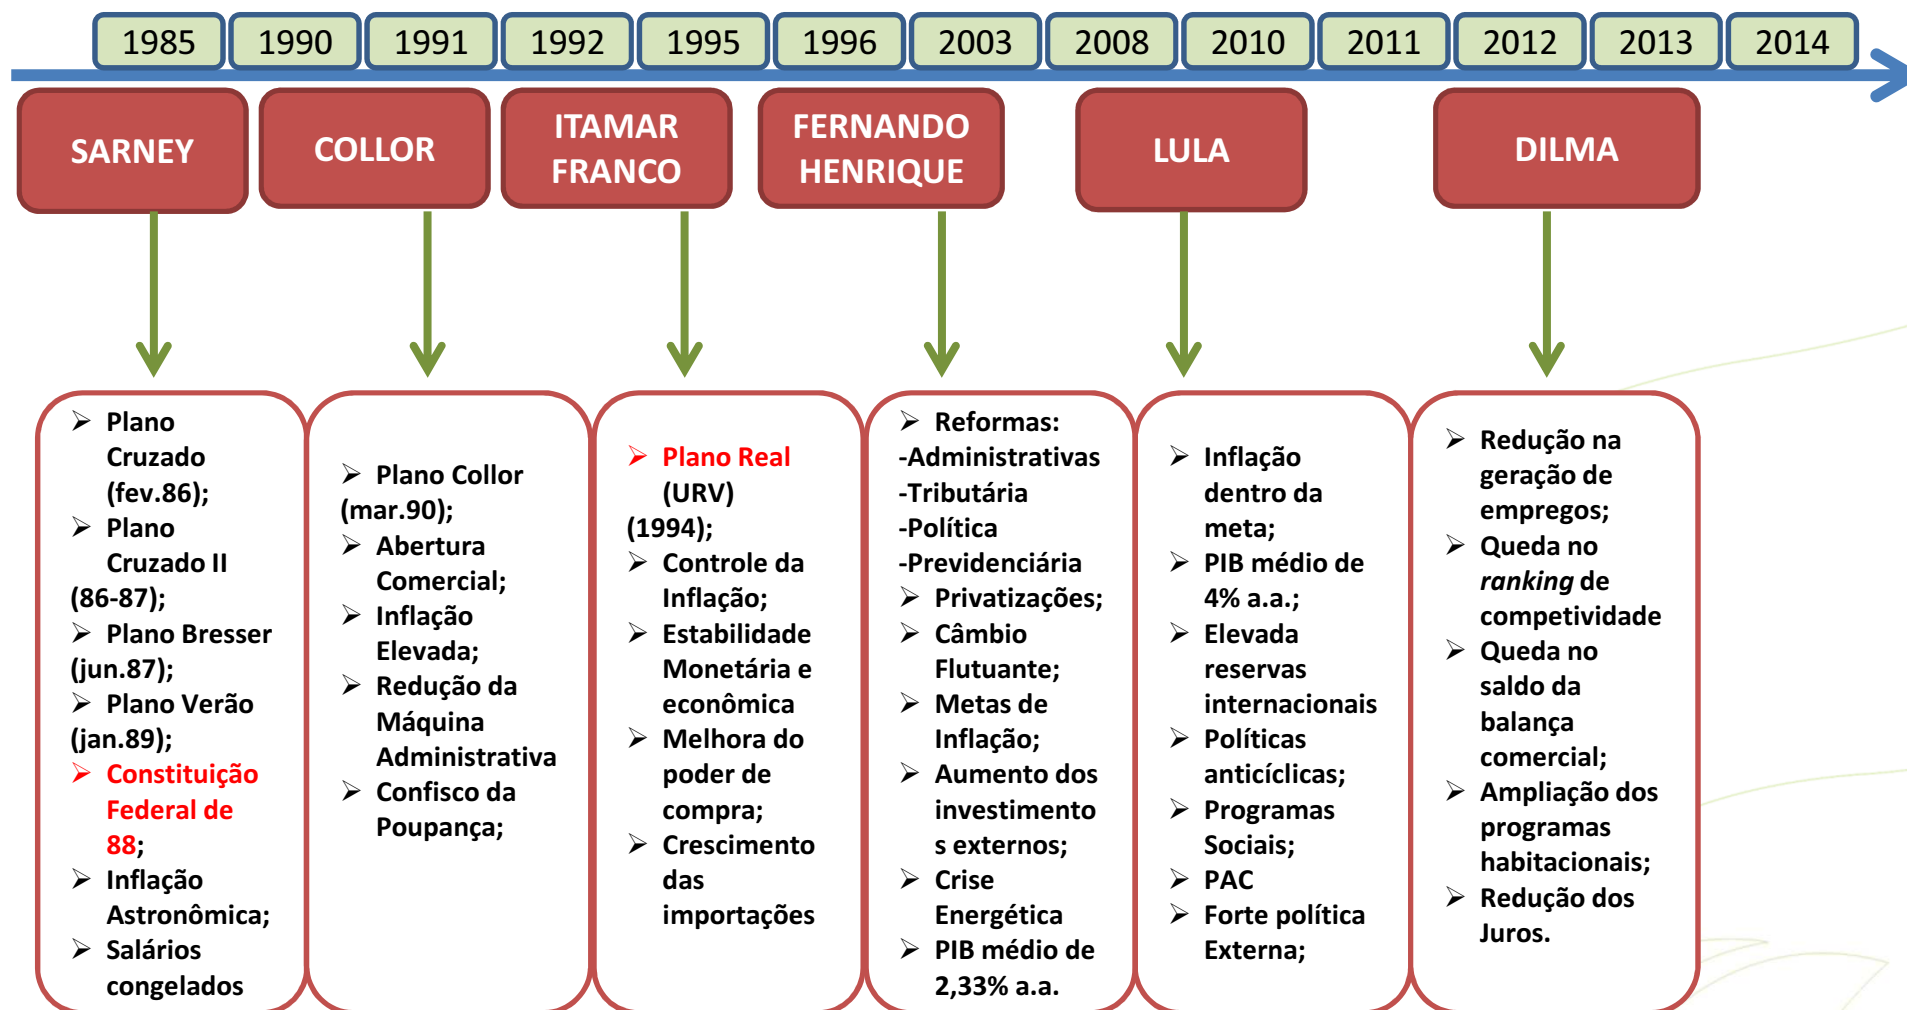 1985 1990 1991 1992 1995 1996 2003 2008 2010 2011 2012 2013 2014
SARNEY
COLLOR
ITAMAR
FRANCO
FERNANDO
HENRIQUE
LULA
DILMA
➢ Plano
Cruzado
(fev.86);
➢ Plano
Cruzado II
(86-87);
➢ Plano Bresser
(jun.87);
➢ Plano Verão
(jan.89);
➢ Constituição
Federal de
88;
➢ Inflação
Astronômica;
➢ Salários
congelados
➢ Plano Collor
(mar.90);
➢ Abertura
Comercial;
➢ Inflação
Elevada;
➢ Redução da
Máquina
Administrativa
➢ Confisco da
Poupança;
➢ Plano Real
(URV)
(1994);
➢ Controle da
Inflação;
➢ Estabilidade
Monetária e
econômica
➢ Melhora do
poder de
compra;
➢ Crescimento
das
importações
➢ Reformas:
-Administrativas
-Tributária
-Política
-Previdenciária
➢ Privatizações;
➢ Câmbio
Flutuante;
➢ Metas de
Inflação;
➢ Aumento dos
investimento
s externos;
➢ Crise
Energética
➢ PIB médio de
2,33% a.a.
➢ Inflação
dentro da
meta;
➢ PIB médio de
4% a.a.;
➢ Elevada
reservas
internacionais
➢ Políticas
anticíclicas;
➢ Programas
Sociais;
➢ PAC
➢ Forte política
Externa;
➢ Redução na
geração de
empregos;
➢ Queda no
ranking de
competividade
➢ Queda no
saldo da
balança
comercial;
➢ Ampliação dos
programas
habitacionais;
➢ Redução dos
Juros.